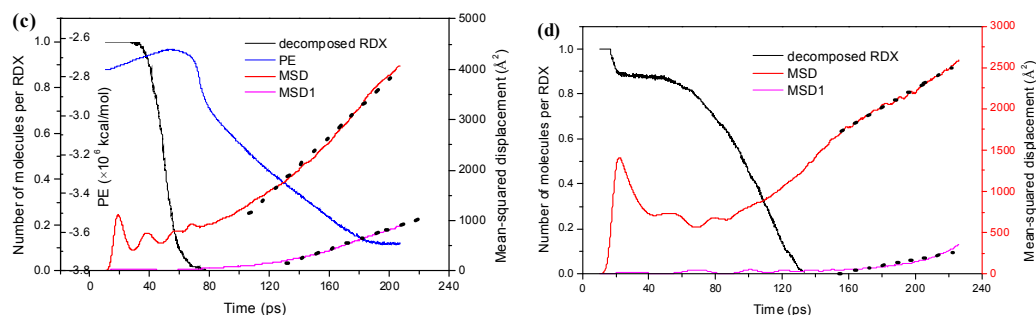 (c)
Number of molecules per RDX
1.0
0.8
0.6
0.4
0.2
0.0
PE (×10⁶ kcal/mol)
-2.6
-2.8
-3.0
-3.2
-3.4
-3.6
-3.8
decomposed RDX
PE
MSD
MSD1
5000
4000
3000
2000
1000
0
Mean-squared displacement (Å²)
0 40 80 120 160 200 240
Time (ps)
(d)
Number of molecules per RDX
1.0
0.8
0.6
0.4
0.2
0.0
decomposed RDX
MSD
MSD1
3000
2500
2000
1500
1000
500
0
Mean-squared displacement (Å²)
0 40 80 120 160 200 240
Time (ps)